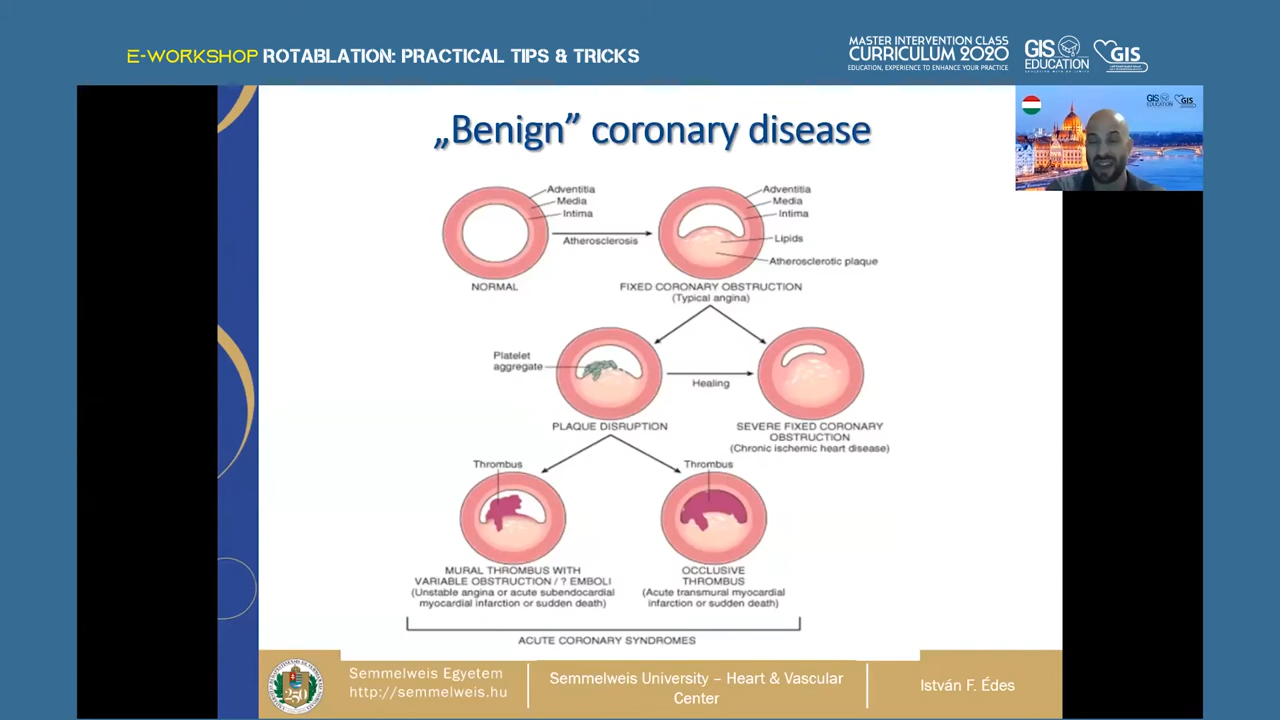 E-WORKSHOP ROTABLATION: PRACTICAL TIPS & TRICKS
MASTER INTERVENTION CLASS
CURRICULUM 2020
EDUCATION, EXPERIENCE TO ENHANCE YOUR PRACTICE
GIS
EDUCATION
GIS
„Benign” coronary disease
Adventitia
Media
Intima
Atherosclerosis
NORMAL
Adventitia
Media
Intima
Lipids
Atherosclerotic plaque
FIXED CORONARY OBSTRUCTION
(Typical angina)
Platelet
aggregate
PLAQUE DISRUPTION
Healing
SEVERE FIXED CORONARY
OBSTRUCTION
(Chronic ischemic heart disease)
Thrombus
MURAL THROMBUS WITH
VARIABLE OBSTRUCTION / ? EMBOLI
(Unstable angina or acute subendocardial
myocardial infarction or sudden death)
Thrombus
OCCLUSIVE
THROMBUS
(Acute transmural myocardial
infarction or sudden death)
ACUTE CORONARY SYNDROMES
250
Semmelweis Egyetem
http://semmelweis.hu
Semmelweis University – Heart & Vascular
Center
István F. Édes